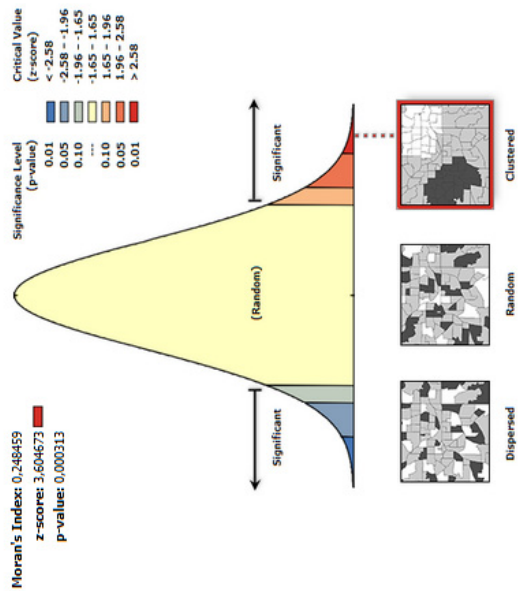 Moran's Index: 0,248459
z-score: 3,604673
p-value: 0,000313
Significance Level
(p-value)
Critical Value
(z-score)
0.01 < -2.58
0.05 -2.58 – -1.96
0.10 -1.96 – -1.65
--- -1.65 – 1.65
0.10 1.65 – 1.96
0.05 1.96 – 2.58
0.01 > 2.58
Significant
(Random)
Significant
Dispersed
Random
Clustered